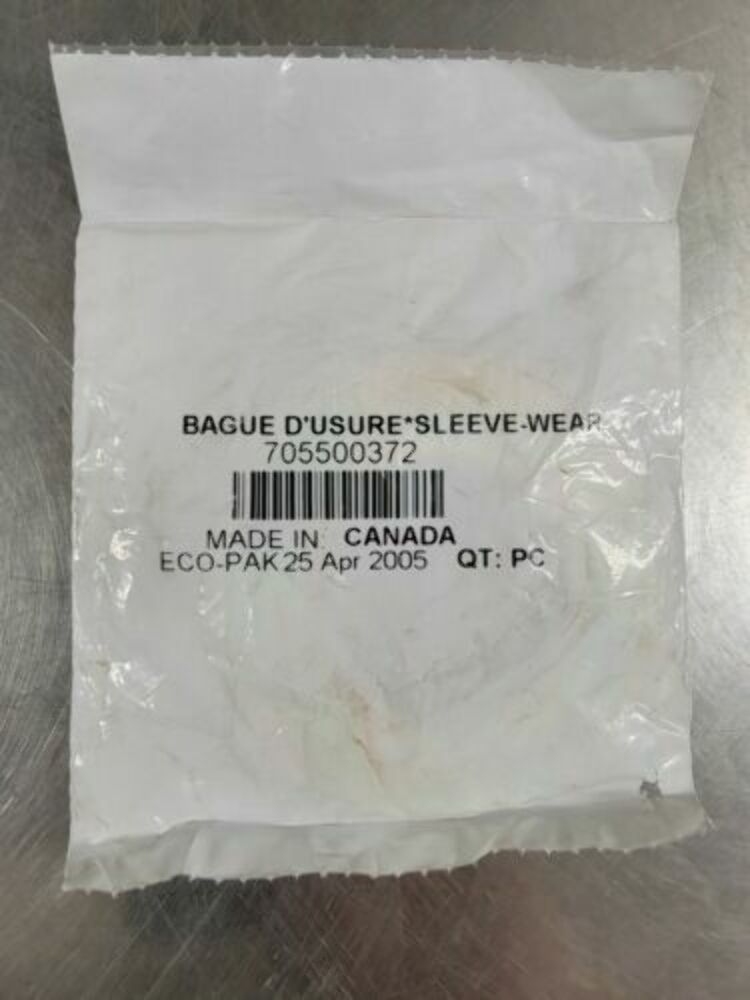 BAGUE D'USURE*SLEEVE-WEAR
705500372
MADE IN: CANADA
ECO-PAK 25 Apr 2005 QT: PC